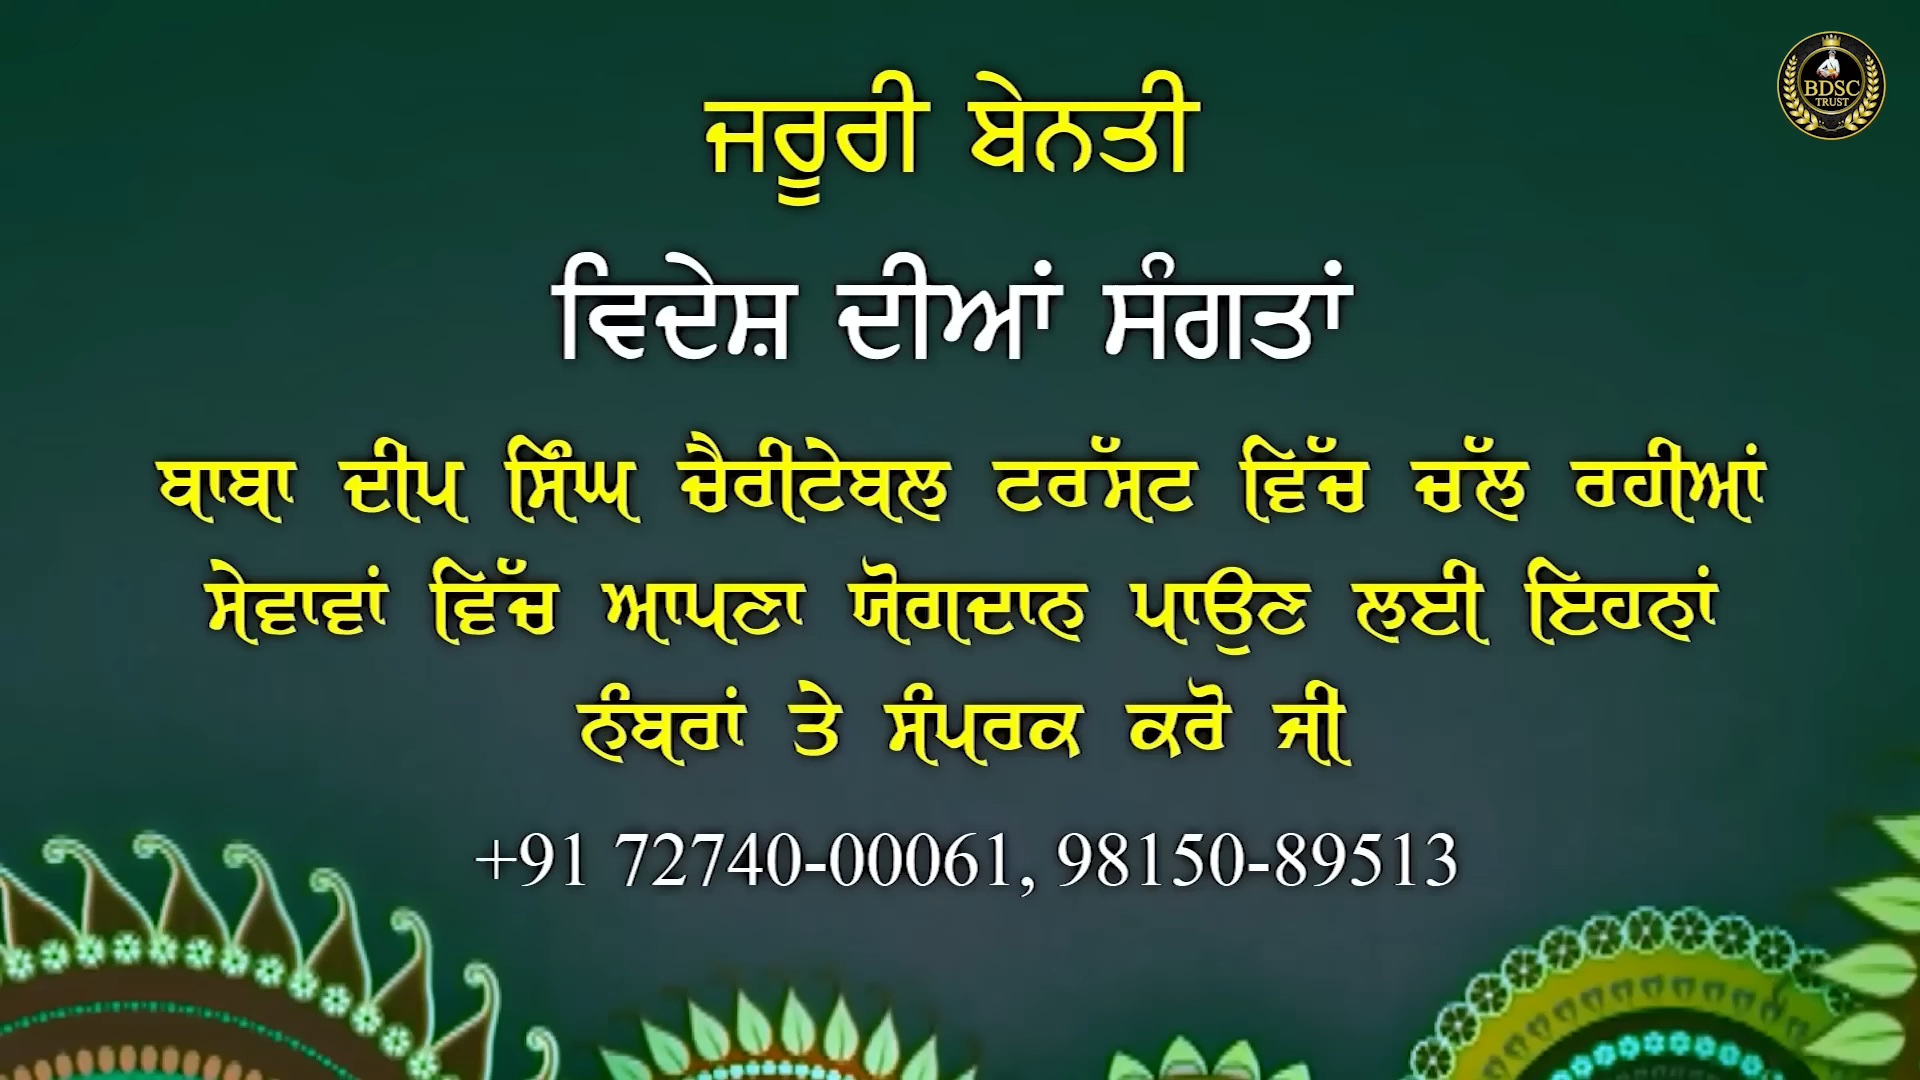 BDSC
TRUST
ਜਰੂਰੀ ਬੇਨਤੀ
ਵਿਦੇਸ਼ ਦੀਆਂ ਸੰਗਤਾਂ
ਬਾਬਾ ਦੀਪ ਸਿੰਘ ਚੈਰੀਟੇਬਲ ਟਰੱਸਟ ਵਿੱਚ ਚੱਲ ਰਹੀਆਂ
ਸੇਵਾਵਾਂ ਵਿੱਚ ਆਪਣਾ ਯੋਗਦਾਨ ਪਾਉਣ ਲਈ ਇਹਨਾਂ
ਨੰਬਰਾਂ ਤੇ ਸੰਪਰਕ ਕਰੋ ਜੀ
+91 72740-00061, 98150-89513